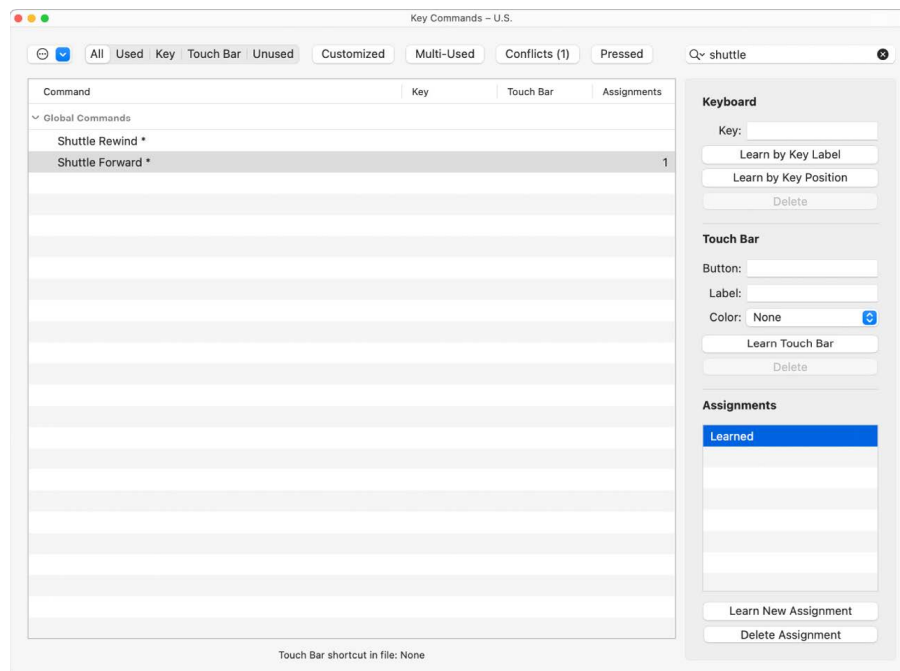 Key Commands – U.S.
All Used Key Touch Bar Unused Customized Multi-Used Conflicts (1) Pressed shuttle
Command Key Touch Bar Assignments
Global Commands
Shuttle Rewind *
Shuttle Forward * 1
Keyboard
Key:
Learn by Key Label
Learn by Key Position
Delete
Touch Bar
Button:
Label:
Color: None
Learn Touch Bar
Delete
Assignments
Learned
Learn New Assignment
Delete Assignment
Touch Bar shortcut in file: None